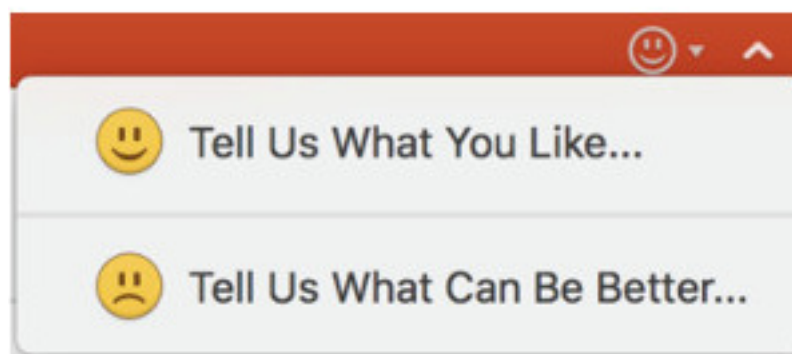 Tell Us What You Like...
Tell Us What Can Be Better...